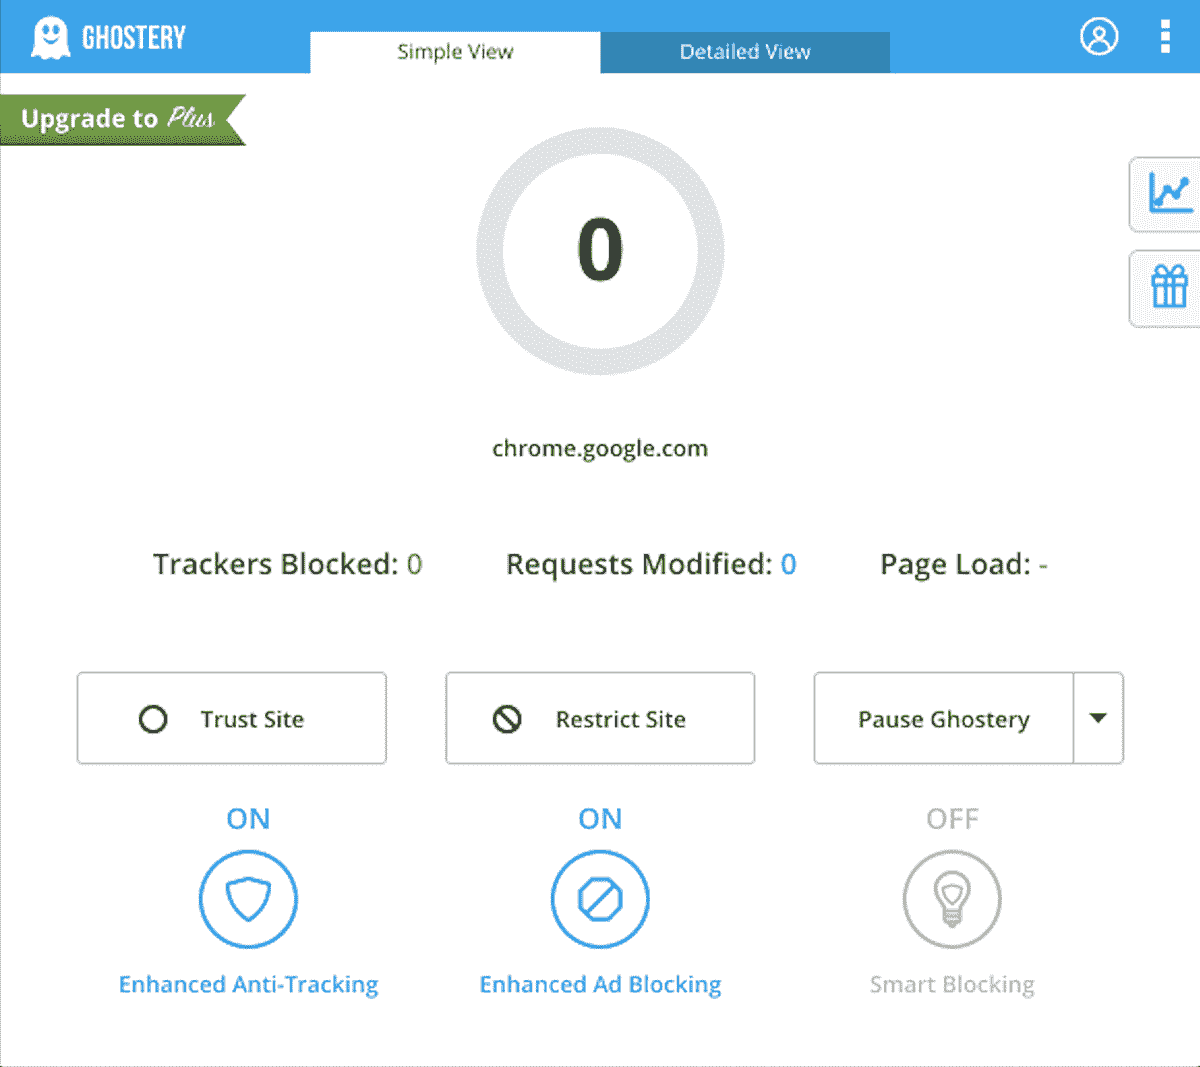 GHOSTERY
Simple View
Detailed View
Upgrade to Plus
0
chrome.google.com
Trackers Blocked: 0
Requests Modified: 0
Page Load: -
Trust Site
Restrict Site
Pause Ghostery
ON
ON
OFF
Enhanced Anti-Tracking
Enhanced Ad Blocking
Smart Blocking